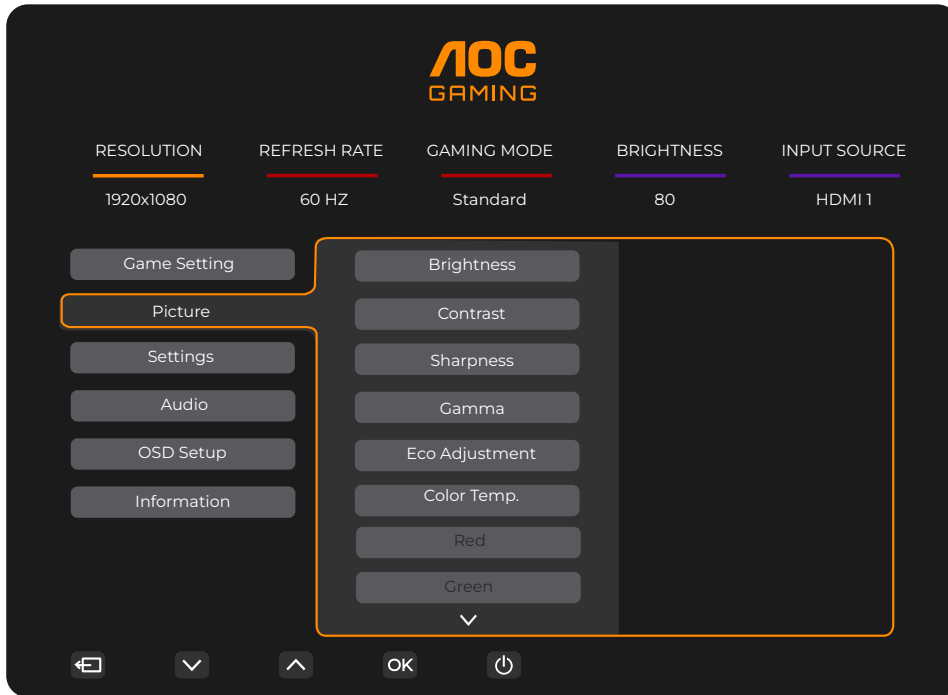 AOC
GAMING
RESOLUTION REFRESH RATE GAMING MODE BRIGHTNESS INPUT SOURCE
1920x1080 60 HZ Standard 80 HDMI 1
Game Setting
Picture
Settings
Audio
OSD Setup
Information
Brightness
Contrast
Sharpness
Gamma
Eco Adjustment
Color Temp.
Red
Green
OK